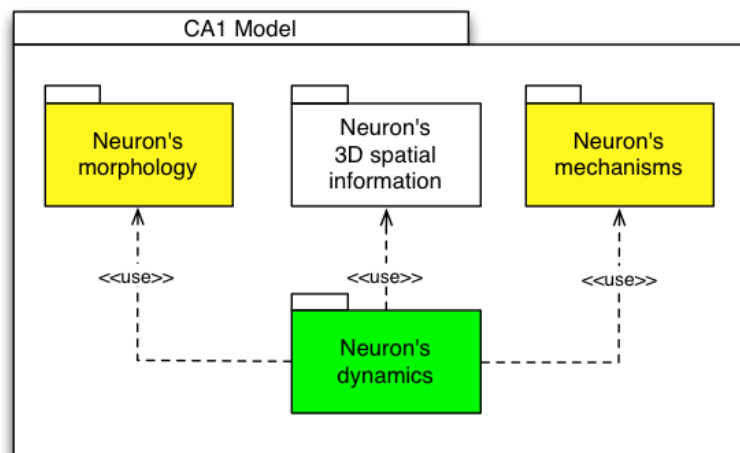 CA1 Model
Neuron's
morphology
Neuron's
3D spatial
information
Neuron's
mechanisms
<<use>>
<<use>>
<<use>>
Neuron's
dynamics